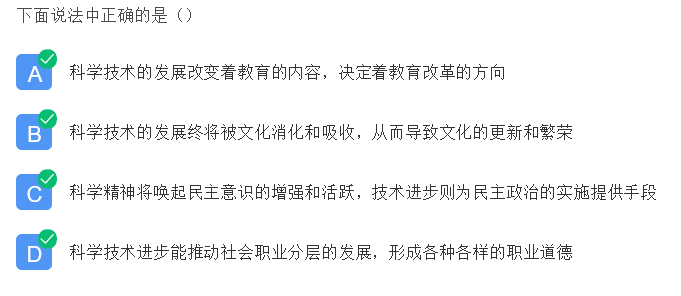 下面说法中正确的是（）
A 科学技术的发展改变着教育的内容，决定着教育改革的方向
B 科学技术的发展终将被文化消化和吸收，从而导致文化的更新和繁荣
C 科学精神将唤起民主意识的增强和活跃，技术进步则为民主政治的实施提供手段
D 科学技术进步能推动社会职业分层的发展，形成各种各样的职业道德